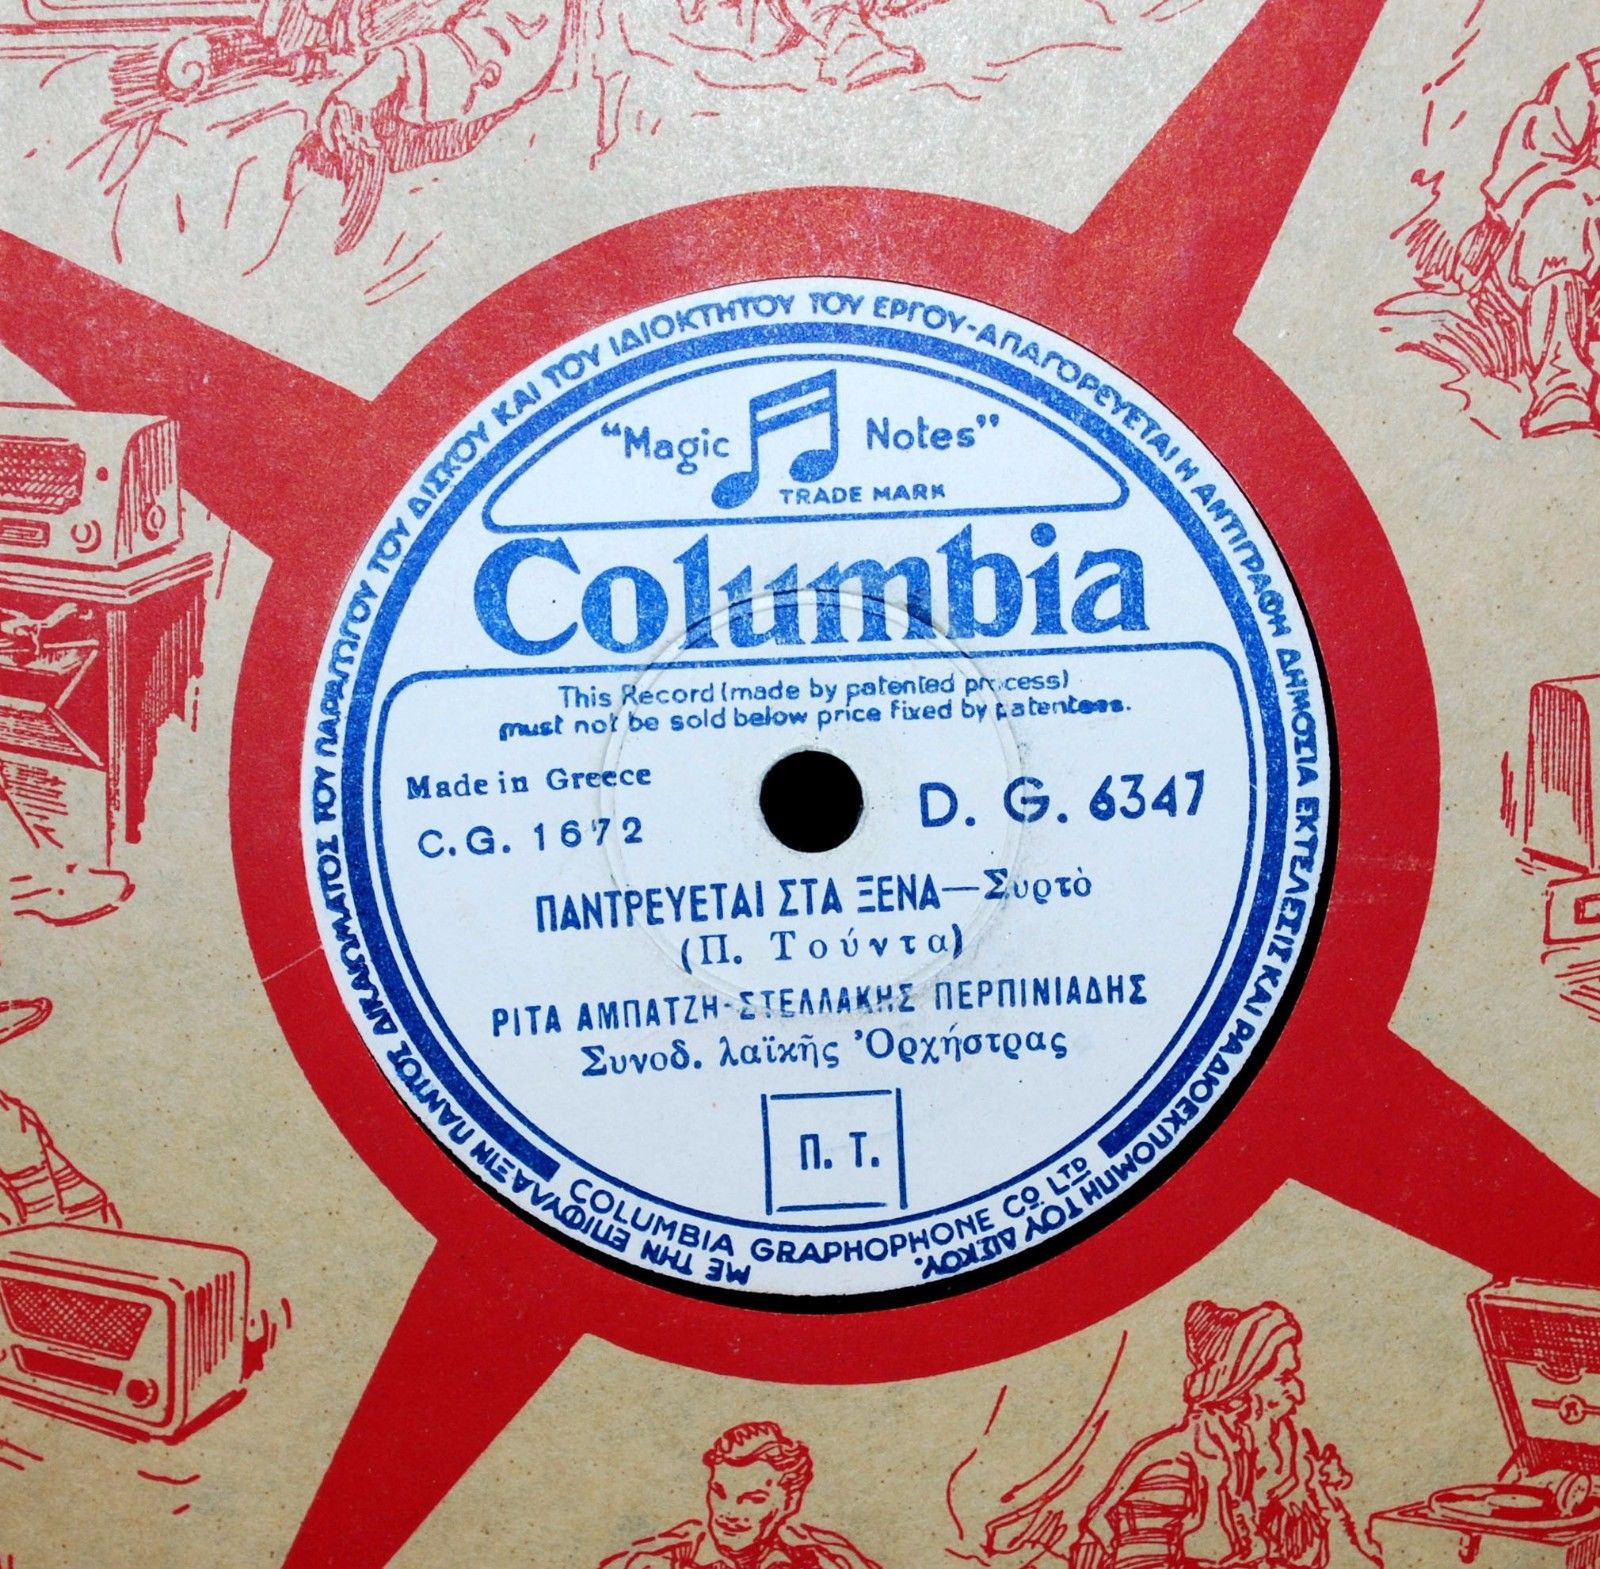 ΜΕ ΤΗΝ ΕΠΙΦΥΛΑΞΙΝ ΠΑΝΤΟΣ ΔΙΚΑΙΩΜΑΤΟΣ ΤΟΥ ΠΑΡΑΓΩΓΟΥ ΤΟΥ ΔΙΣΚΟΥ ΚΑΙ ΤΟΥ ΙΔΙΟΚΤΗΤΟΥ ΤΟΥ ΕΡΓΟΥ-ΑΠΑΓΟΡΕΥΕΤΑΙ Η ΑΝΤΙΓΡΑΦΗ ΔΗΜΟΣΙΑ ΕΚΤΕΛΕΣΙΣ ΚΑΙ ΡΑΔΙΟΕΚΠΟΜΠΗ ΤΟΥ ΔΙΣΚΟΥ.
"Magic Notes"
TRADE MARK
Columbia
This Record (made by patented process)
must not be sold below price fixed by patentees.
Made in Greece
C.G. 1672
D. G. 6347
ΠΑΝΤΡΕΥΕΤΑΙ ΣΤΑ ΞΕΝΑ—Συρτὸ
(Π. Τούντα)
ΡΙΤΑ ΑΜΠΑΤΖΗ-ΣΤΕΛΛΑΚΗΣ ΠΕΡΠΙΝΙΑΔΗΣ
Συνοδ. λαϊκῆς Ὀρχήστρας
Π. Τ.
COLUMBIA GRAPHOPHONE CO. LTD